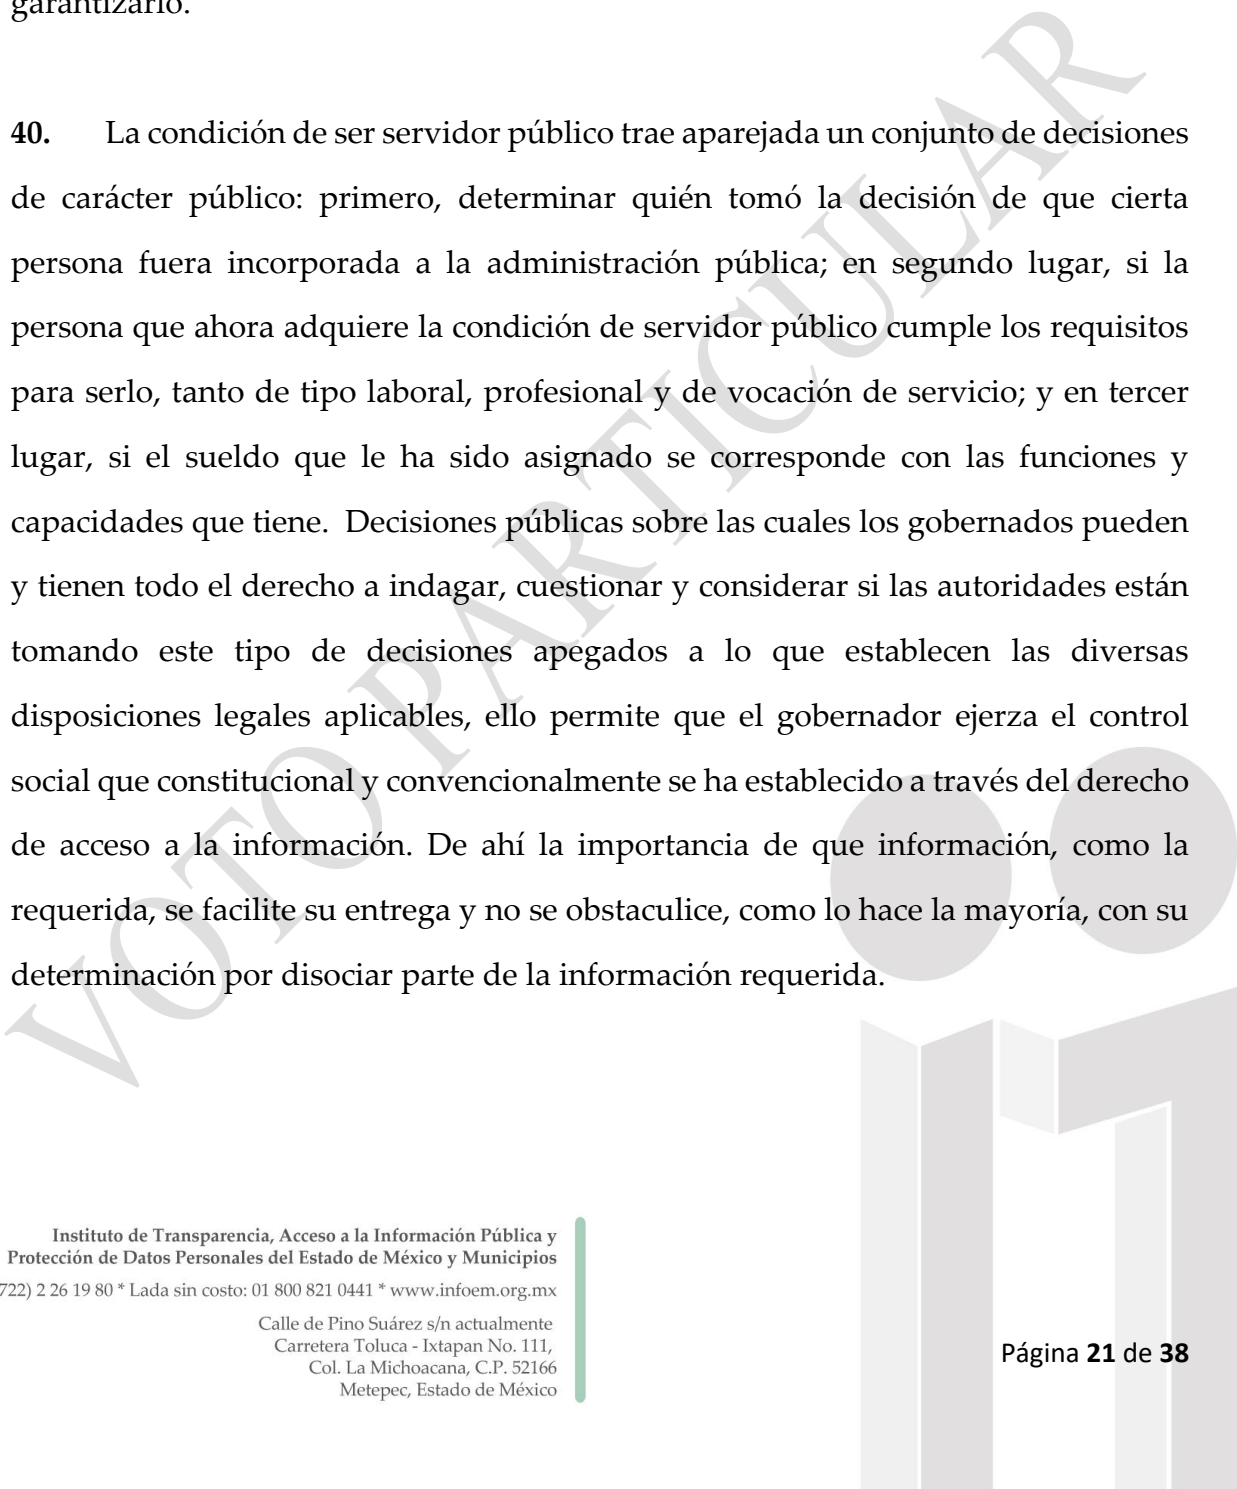 garantizarlo.
40. La condición de ser servidor público trae aparejada un conjunto de decisiones
de carácter público: primero, determinar quién tomó la decisión de que cierta
persona fuera incorporada a la administración pública; en segundo lugar, si la
persona que ahora adquiere la condición de servidor público cumple los requisitos
para serlo, tanto de tipo laboral, profesional y de vocación de servicio; y en tercer
lugar, si el sueldo que le ha sido asignado se corresponde con las funciones y
capacidades que tiene. Decisiones públicas sobre las cuales los gobernados pueden
y tienen todo el derecho a indagar, cuestionar y considerar si las autoridades están
tomando este tipo de decisiones apegados a lo que establecen las diversas
disposiciones legales aplicables, ello permite que el gobernador ejerza el control
social que constitucional y convencionalmente se ha establecido a través del derecho
de acceso a la información. De ahí la importancia de que información, como la
requerida, se facilite su entrega y no se obstaculice, como lo hace la mayoría, con su
determinación por disociar parte de la información requerida.
VOTO PARTICULAR
Instituto de Transparencia, Acceso a la Información Pública y
Protección de Datos Personales del Estado de México y Municipios
722) 2 26 19 80 * Lada sin costo: 01 800 821 0441 * www.infoem.org.mx
Calle de Pino Suárez s/n actualmente
Carretera Toluca - Ixtapan No. 111,
Col. La Michoacana, C.P. 52166
Metepec, Estado de México
Página 21 de 38